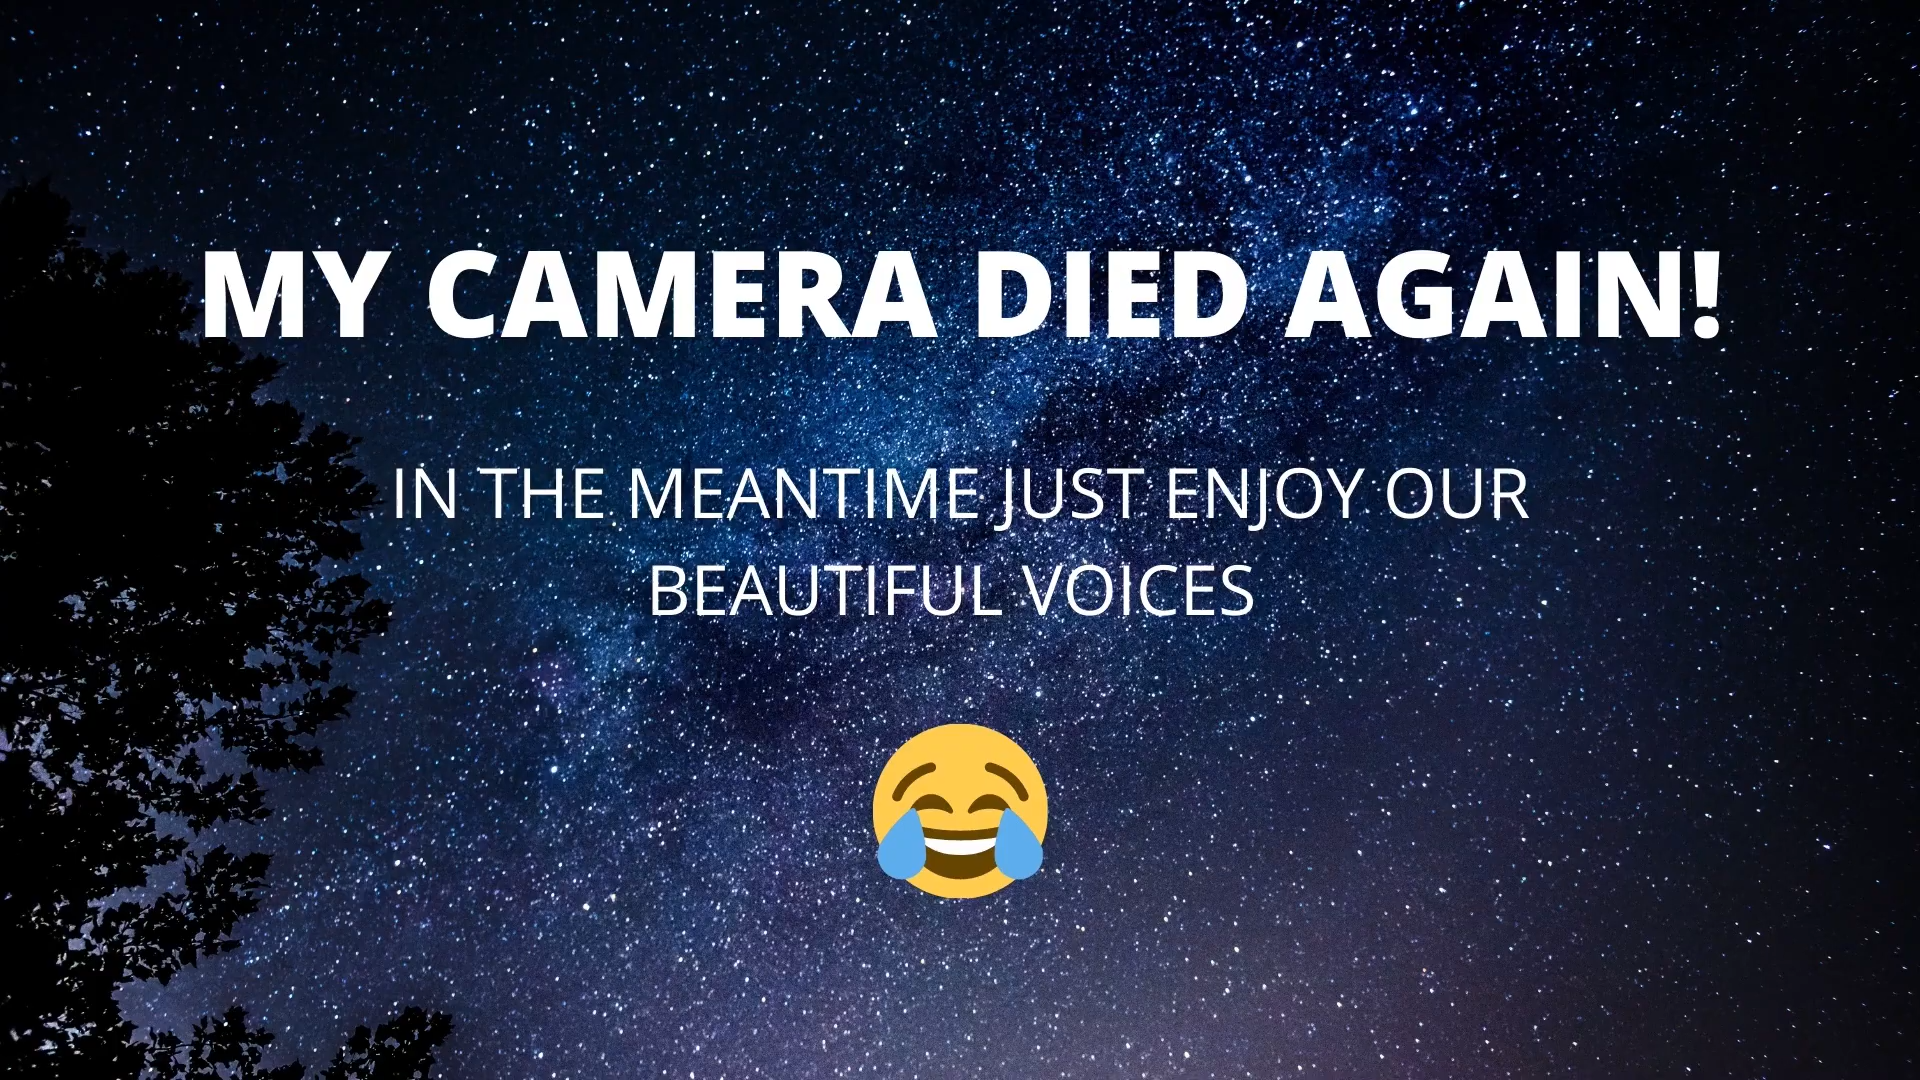 MY CAMERA DIED AGAIN!
IN THE MEANTIME JUST ENJOY OUR
BEAUTIFUL VOICES